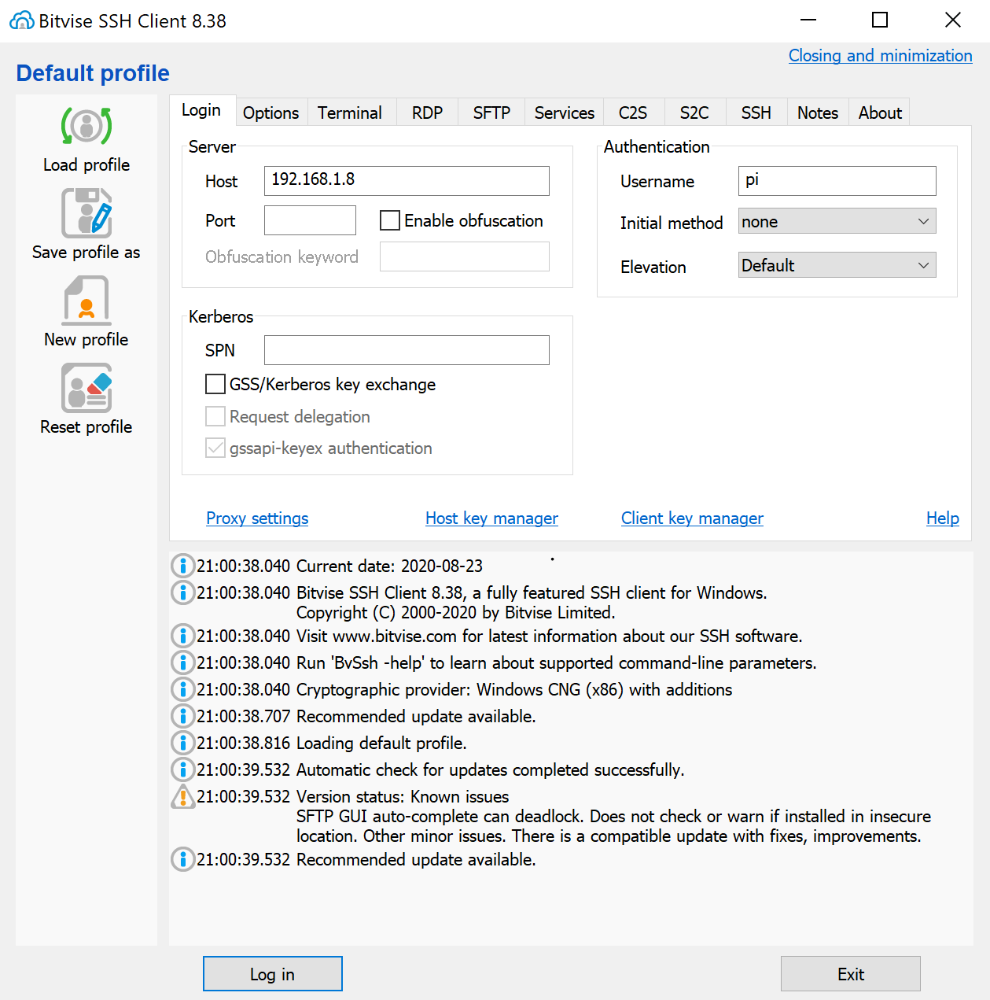 Bitvise SSH Client 8.38
Closing and minimization
Default profile
Load profile
Save profile as
New profile
Reset profile
Login Options Terminal RDP SFTP Services C2S S2C SSH Notes About
Server
Host 192.168.1.8
Port Enable obfuscation
Obfuscation keyword
Authentication
Username pi
Initial method none
Elevation Default
Kerberos
SPN
GSS/Kerberos key exchange
Request delegation
gssapi-keyex authentication
Proxy settings Host key manager Client key manager Help
21:00:38.040 Current date: 2020-08-23
21:00:38.040 Bitvise SSH Client 8.38, a fully featured SSH client for Windows.
Copyright (C) 2000-2020 by Bitvise Limited.
21:00:38.040 Visit www.bitvise.com for latest information about our SSH software.
21:00:38.040 Run 'BvSsh -help' to learn about supported command-line parameters.
21:00:38.040 Cryptographic provider: Windows CNG (x86) with additions
21:00:38.707 Recommended update available.
21:00:38.816 Loading default profile.
21:00:39.532 Automatic check for updates completed successfully.
21:00:39.532 Version status: Known issues
SFTP GUI auto-complete can deadlock. Does not check or warn if installed in insecure
location. Other minor issues. There is a compatible update with fixes, improvements.
21:00:39.532 Recommended update available.
Log in Exit